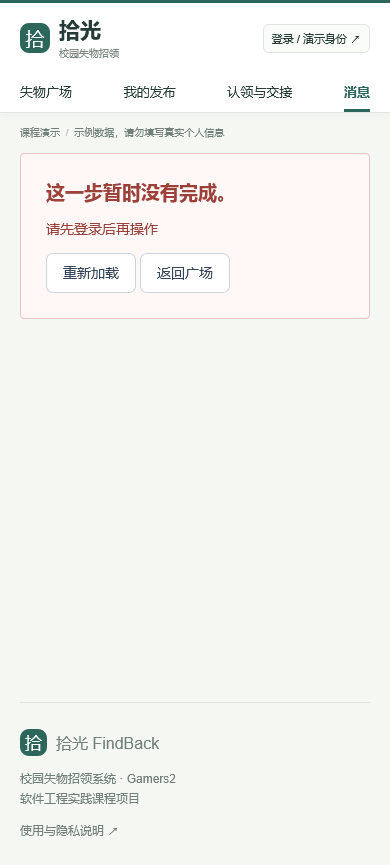 拾
拾光
校园失物招领
登录 / 演示身份 ↗
失物广场
我的发布
认领与交接
消息
课程演示 / 示例数据，请勿填写真实个人信息
这一步暂时没有完成。
请先登录后再操作
重新加载
返回广场
拾
拾光 FindBack
校园失物招领系统 · Gamers2
软件工程实践课程项目
使用与隐私说明 ↗